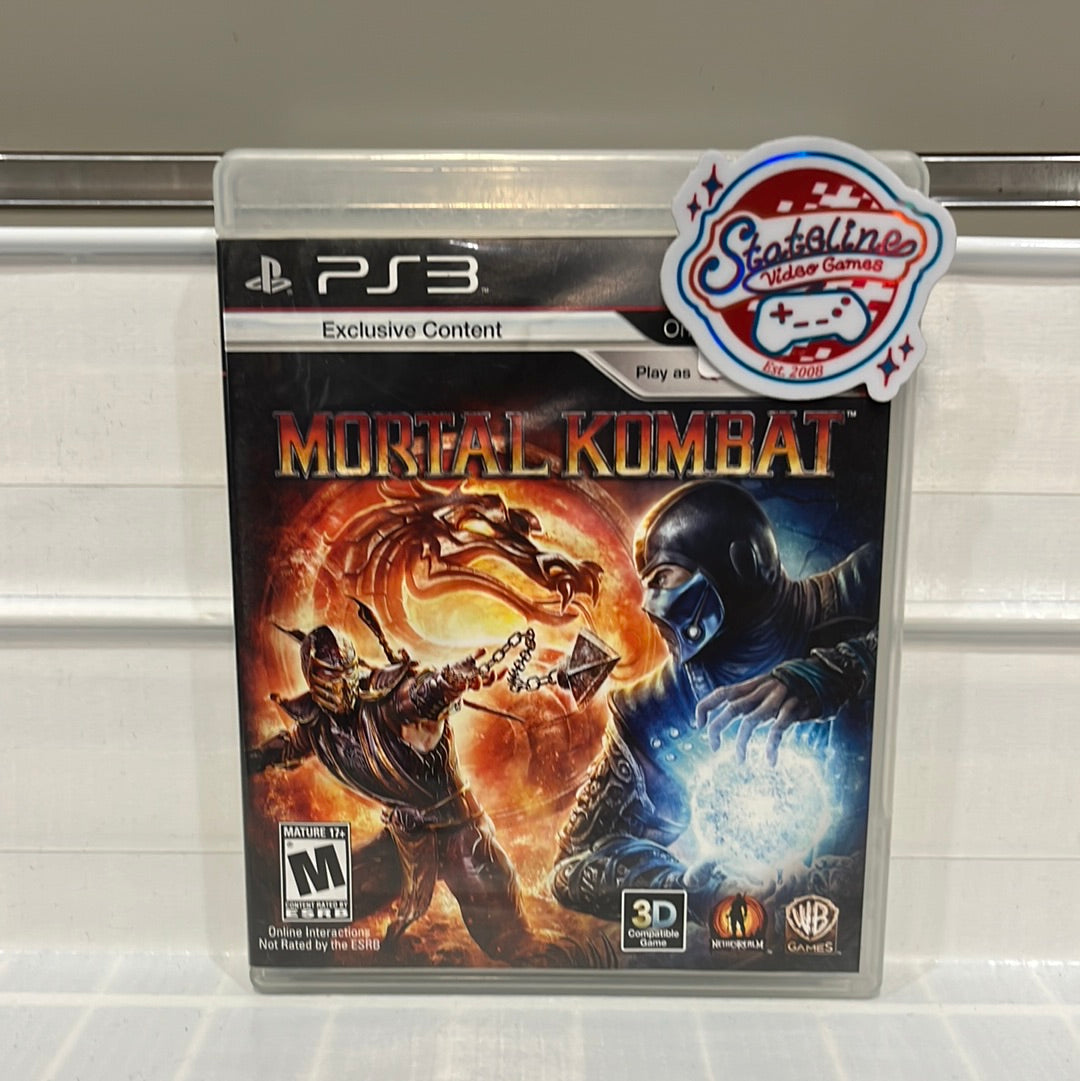 PS3
Stateline
Video Games
Est. 2008
Exclusive Content
Play as
MORTAL KOMBAT™
MATURE 17+
M
CONTENT RATED BY
ESRB
Online Interactions
Not Rated by the ESRB
3D
Compatible
Game
NETHERREALM
WB
GAMES